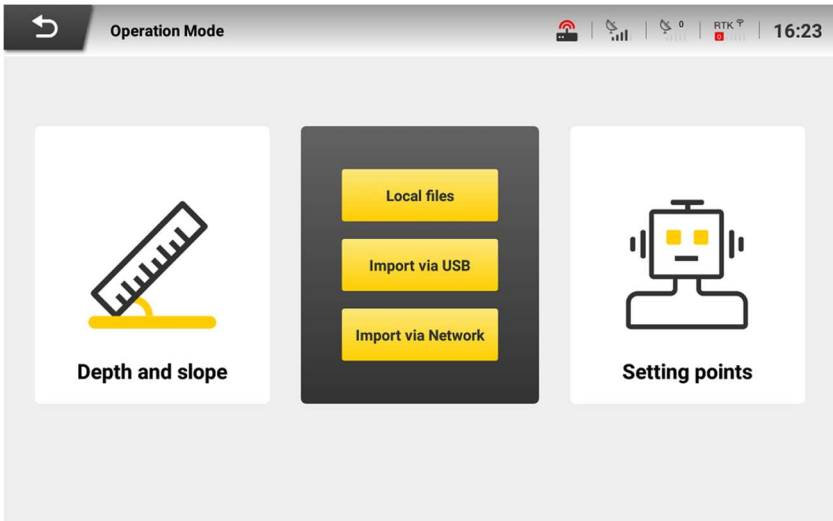 Operation Mode
0
RTK
0
16:23
Local files
Import via USB
Import via Network
Depth and slope
Setting points